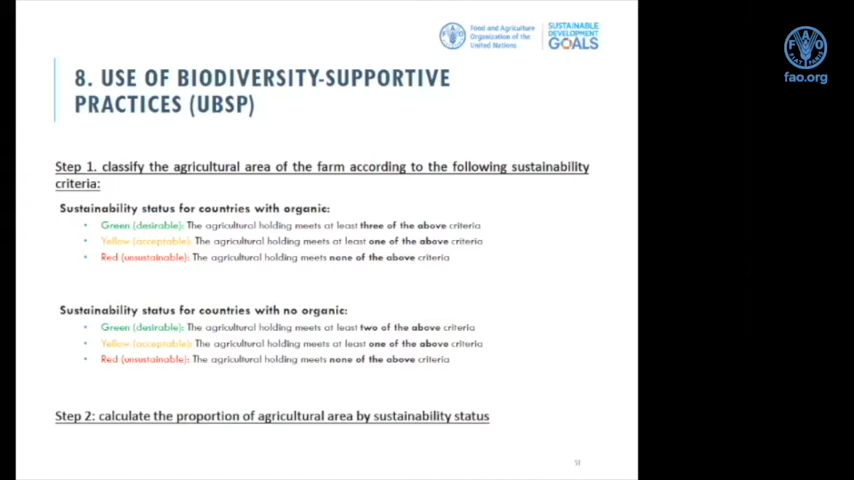 Food and Agriculture
Organization of the
United Nations
SUSTAINABLE
DEVELOPMENT
GOALS
FAO
FIAT PANIS
fao.org
8. USE OF BIODIVERSITY-SUPPORTIVE
PRACTICES (UBSP)
Step 1. classify the agricultural area of the farm according to the following sustainability
criteria:
Sustainability status for countries with organic:
• Green (desirable): The agricultural holding meets at least three of the above criteria
• Yellow (acceptable): The agricultural holding meets at least one of the above criteria
• Red (unsustainable): The agricultural holding meets none of the above criteria
Sustainability status for countries with no organic:
• Green (desirable): The agricultural holding meets at least two of the above criteria
• Yellow (acceptable): The agricultural holding meets at least one of the above criteria
• Red (unsustainable): The agricultural holding meets none of the above criteria
Step 2: calculate the proportion of agricultural area by sustainability status